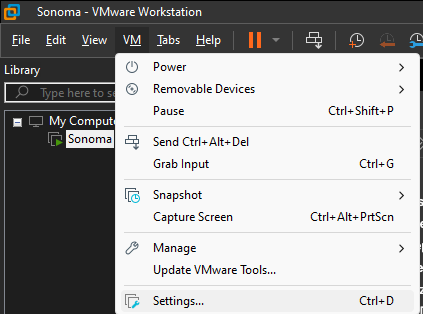 Sonoma - VMware Workstation
File Edit View VM Tabs Help
Library
Type here to se
My Compute
Sonoma
Power
Removable Devices
Pause Ctrl+Shift+P
Send Ctrl+Alt+Del
Grab Input Ctrl+G
Snapshot
Capture Screen Ctrl+Alt+PrtScn
Manage
Update VMware Tools...
Settings... Ctrl+D